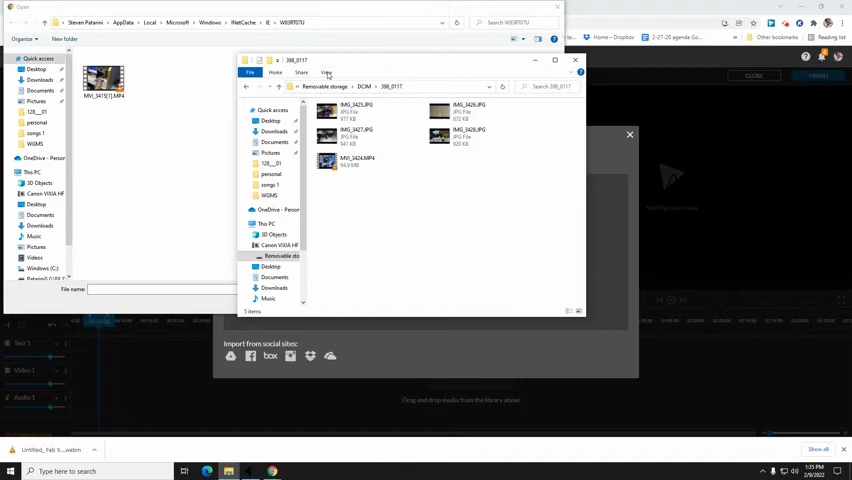 Open
Steven Patarini > AppData > Local > Microsoft > Windows > INetCache > IE > W83RT07U
Search W83RT07U
Organize
New folder
Quick access
Desktop
Downloads
Documents
Pictures
128__01
personal
songs 1
WGMS
OneDrive - Person
This PC
3D Objects
Canon VIXIA HF
Desktop
Documents
Downloads
Music
Pictures
Videos
Windows (C:)
MVI_3415[1].MP4
File name:
398_0117
File
Home
Share
View
Removable storage > DCIM > 398_0117
Search 398_0117
Quick access
Desktop
Downloads
Documents
Pictures
128__01
personal
songs 1
WGMS
OneDrive - Person
This PC
3D Objects
Canon VIXIA HF
Removable sto
Desktop
Documents
Downloads
Music
IMG_3425.JPG
JPG File
977 KB
IMG_3426.JPG
JPG File
672 KB
IMG_3427.JPG
JPG File
941 KB
IMG_3428.JPG
JPG File
920 KB
MVI_3424.MP4
94.9 MB
5 items
Home - Dropbox
2-27-20 agenda Goo...
Other bookmarks
Reading list
CLOSE
FINISH
Import from social sites:
box
Text 1
Video 1
Audio 1
Drag and drop media from the library above
Untitled_ Feb 9....webm
Show all
Type here to search
1:35 PM
2/9/2022